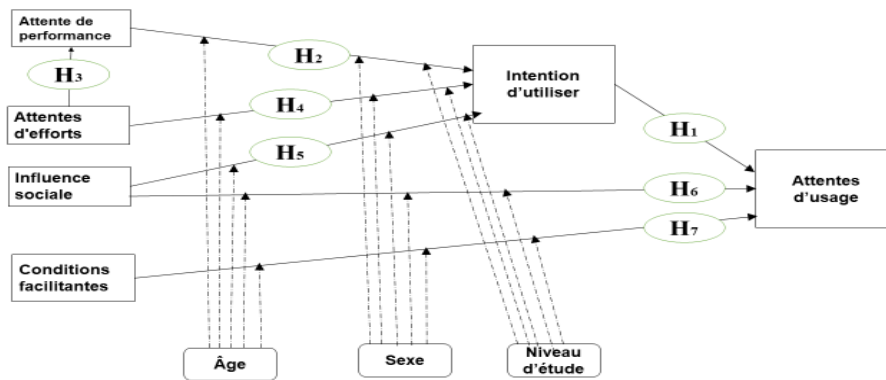 Attente de
performance
H2
H3
Intention
d'utiliser
Attentes
d'efforts
H4
H1
H5
Influence
sociale
H6
Attentes
d'usage
H7
Conditions
facilitantes
Âge
Sexe
Niveau
d'étude